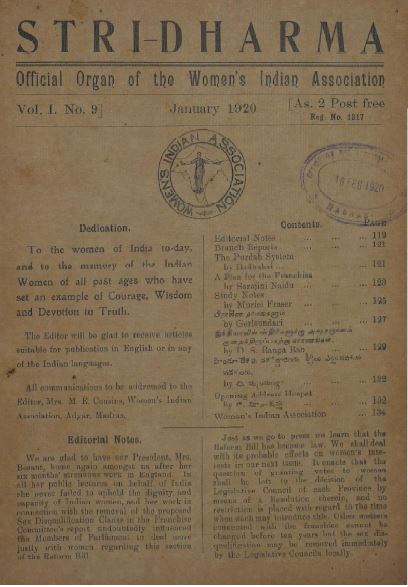 STRI-DHARMA
Official Organ of the Women's Indian Association
Vol. I. No. 9] January 1920 [As. 2 Post free
Reg. No. 1317
WOMEN'S INDIAN ASSOCIATION
16 FEB 1920
MADRAS
Dedication.
To the women of India to-day,
and to the memory of the Indian
Women of all past ages who have
set an example of Courage, Wisdom
and Devotion to Truth.
The Editor will be glad to receive articles
suitable for publication in English or in any
of the Indian languages.
All communications to be addressed to the
Editor, Mrs. M. E. Cousins, Women's Indian
Association, Adyar, Madras.
Editorial Notes.
We are glad to have our President, Mrs.
Besant, home again amongst us after her
six months' strenuous work in England. In
all her public lectures on behalf of India
she never failed to uphold the dignity and
capacity of Indian women, and her work in
connection with the removal of the proposed
Sex Disqualification Clause in the Franchise
Committee's report undoubtedly influenced
the Members of Parliament to deal more
justly with women regarding this section
of the Reform Bill.
Contents. PAGE
Editorial Notes ... ... ... 119
Branch Reports ... ... ... 121
The Purdah System
by ... 121
A Plan for the Franchise
by Sarojini Naidu ... ... 123
Study Notes
by Muriel Fraser ... ... 125
by ... 127
by D. S. Ranga Rao ... 129
by ... 132
Opening Address
by ... 132
Women's Indian Association ... 134
Just as we go to press we learn that the
Reform Bill has become law. We shall deal
with its probable effects on women's inter-
ests in our next issue. It enacts that the
question of granting votes to women
shall be left to the decision of the
Legislative Council of each Province by
means of a Resolution therein, and no
restriction is placed with regard to the time
when such may introduce this. Other matters
connected with the franchise cannot be
changed before ten years but the sex dis-
qualification may be removed immediately
by the Legislative Councils locally.